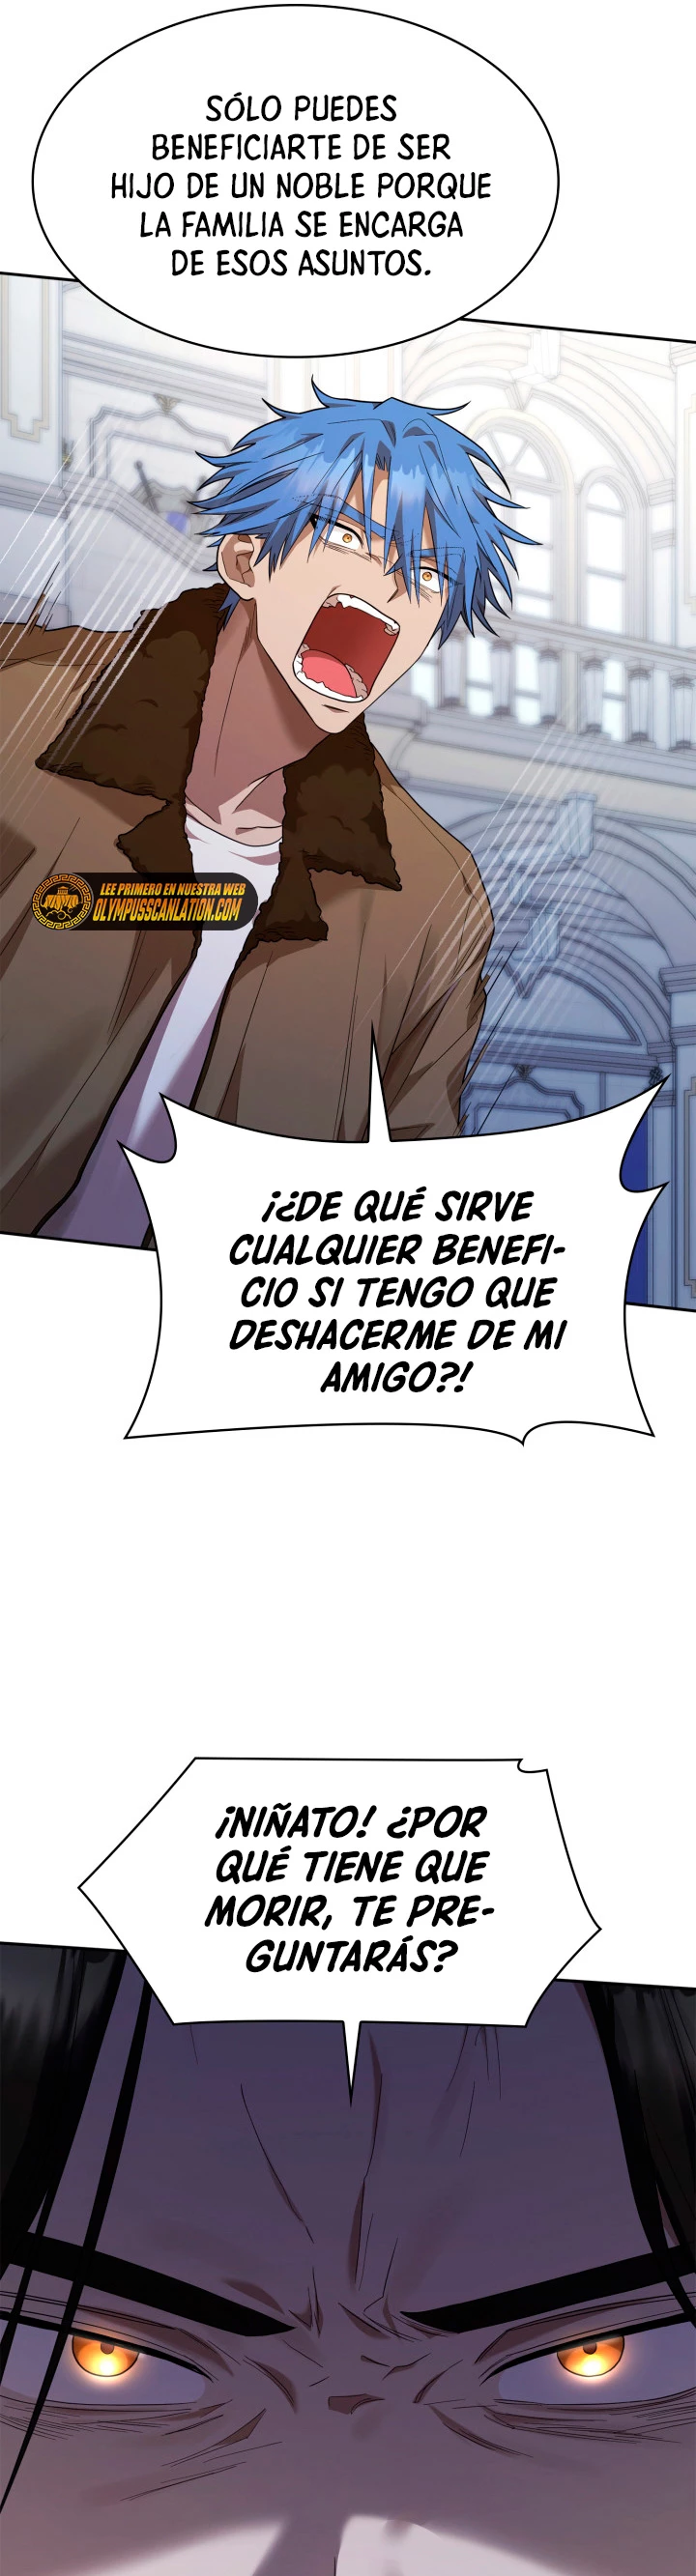 SÓLO PUEDES
BENEFICIARTE DE SER
HIJO DE UN NOBLE PORQUE
LA FAMILIA SE ENCARGA
DE ESOS ASUNTOS.
LEE PRIMERO EN NUESTRA WEB
OLYMPUSSCANLATION.COM
¡¿DE QUÉ SIRVE
CUALQUIER BENEFI-
CIO SI TENGO QUE
DESHACERME DE MI
AMIGO?!
¡NIÑATO! ¿POR
QUÉ TIENE QUE
MORIR, TE PRE-
GUNTARÁS?